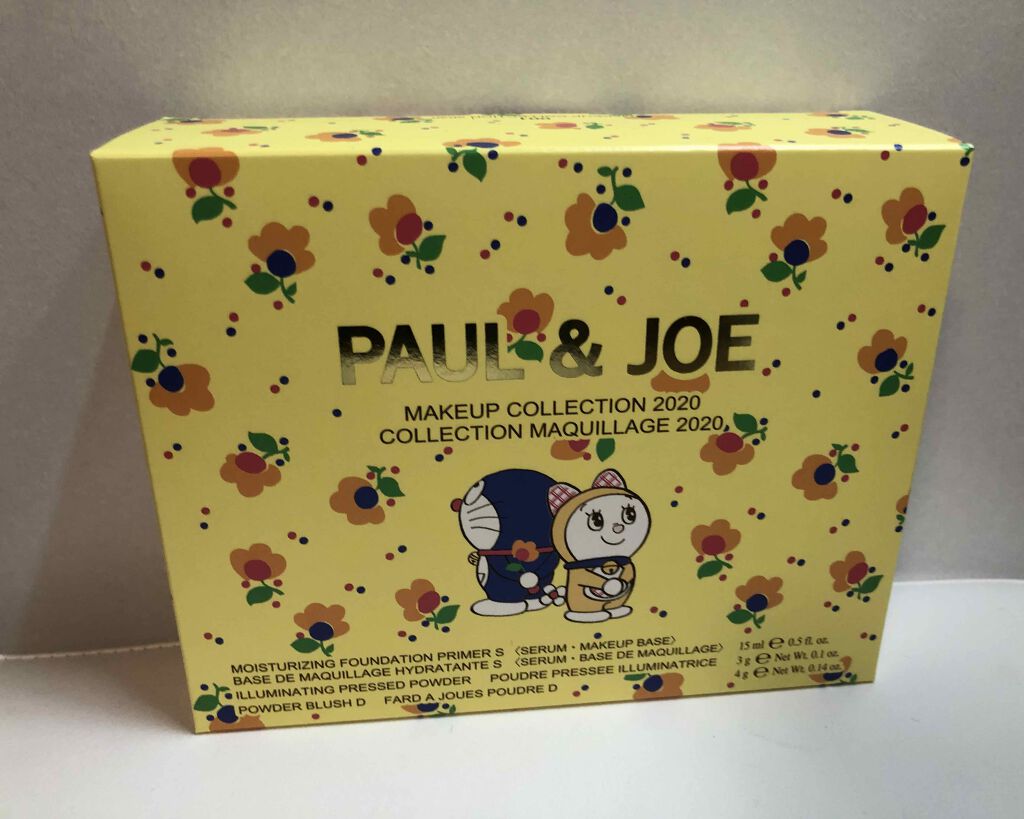 PAUL & JOE
MAKEUP COLLECTION 2020
COLLECTION MAQUILLAGE 2020
MOISTURIZING FOUNDATION PRIMER S 〈SERUM・MAKEUP BASE〉 15 ml ℮ 0.5 fl. oz.
BASE DE MAQUILLAGE HYDRATANTE S 〈SERUM・BASE DE MAQUILLAGE〉
ILLUMINATING PRESSED POWDER POUDRE PRESSEE ILLUMINATRICE 3 g ℮ Net Wt. 0.1 oz.
POWDER BLUSH D FARD A JOUES POUDRE D 4 g ℮ Net Wt. 0.14 oz.